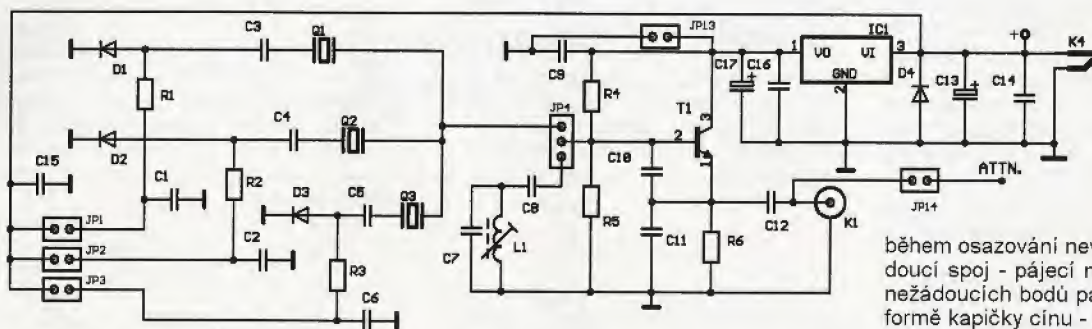 C3
Q1
JP13
IC1
K4
D1
C9
C17
C16
1
VO
VI
3
GND
2
D4
C13
+
C14
R1
R4
JP4
T1
3
2
1
C4
Q2
D2
C10
C15
R2
D3
C5
Q3
C1
C8
R5
ATTN.
JP14
JP1
C12
K1
JP2
C2
R3
C7
L1
C11
R6
JP3
C6
během osazování
doucí spoj - pájecí
nežádoucích bodů
formě kapičky cínu -